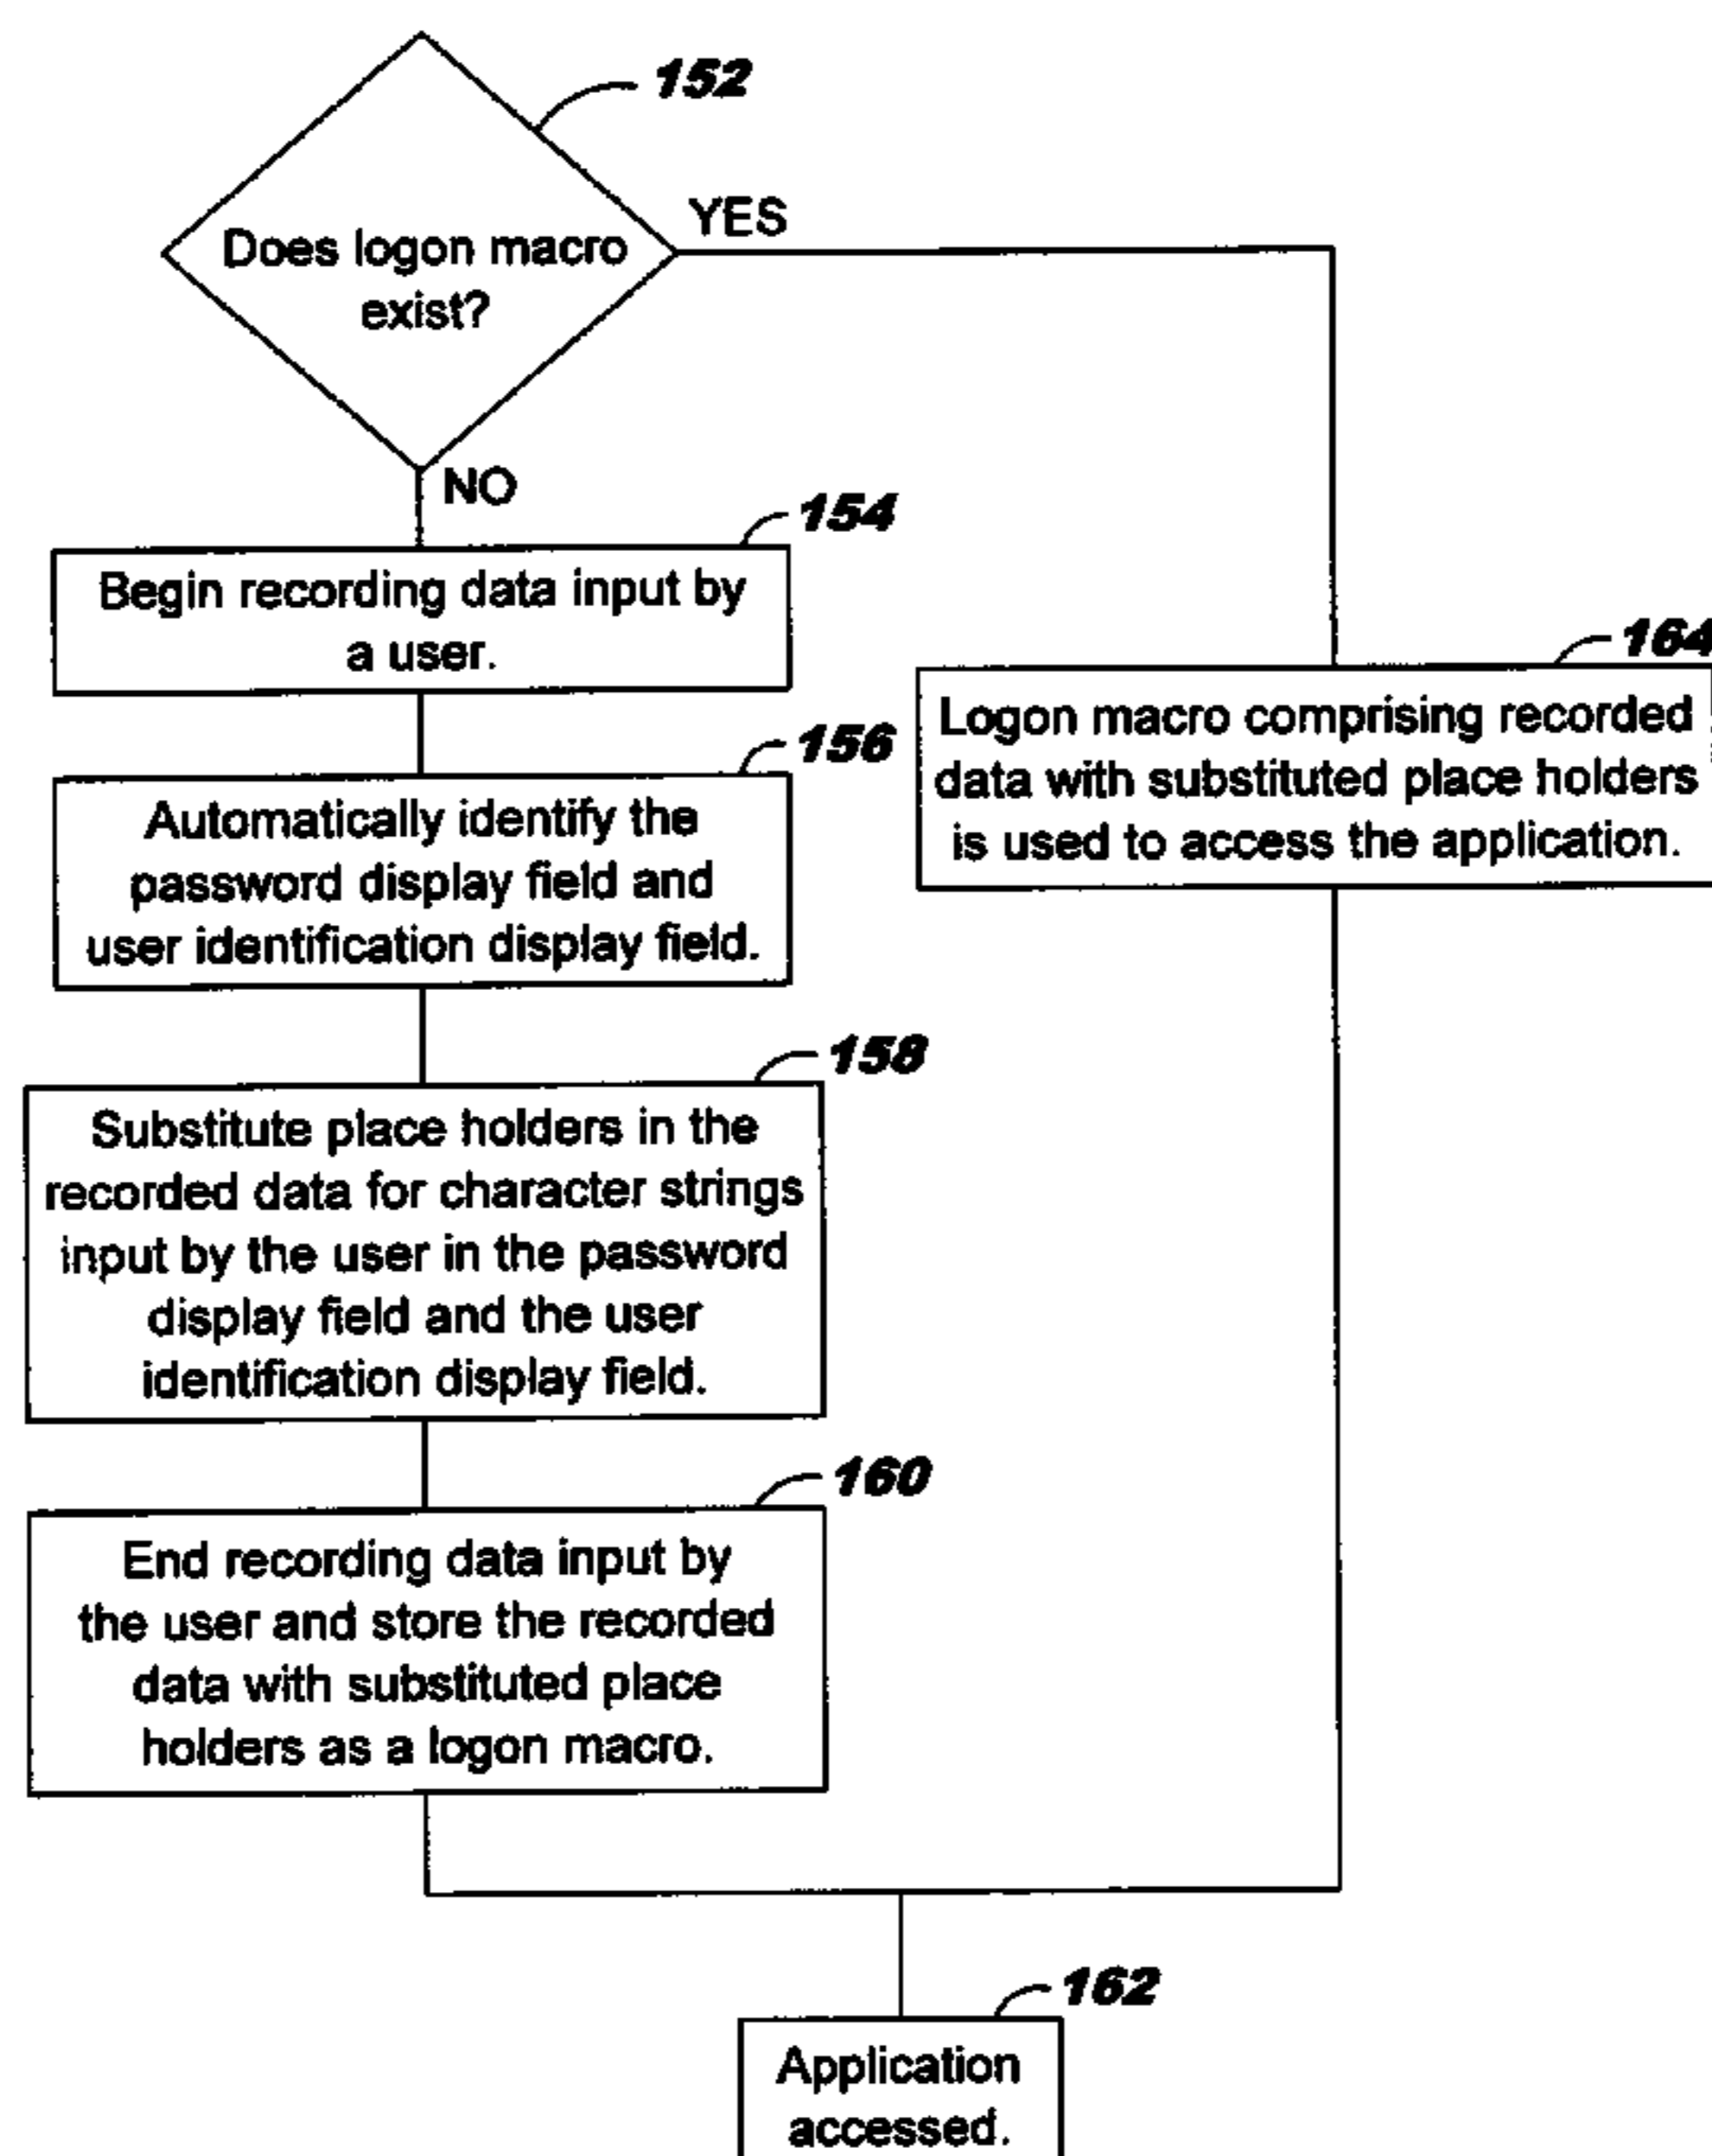 152
Does logon macro
exist?
YES
NO
154
Begin recording data input by
a user.
156
Automatically identify the
password display field and
user identification display field.
158
Substitute place holders in the
recorded data for character strings
input by the user in the password
display field and the user
identification display field.
160
End recording data input by
the user and store the recorded
data with substituted place
holders as a logon macro.
164
Logon macro comprising recorded
data with substituted place holders
is used to access the application.
162
Application
accessed.